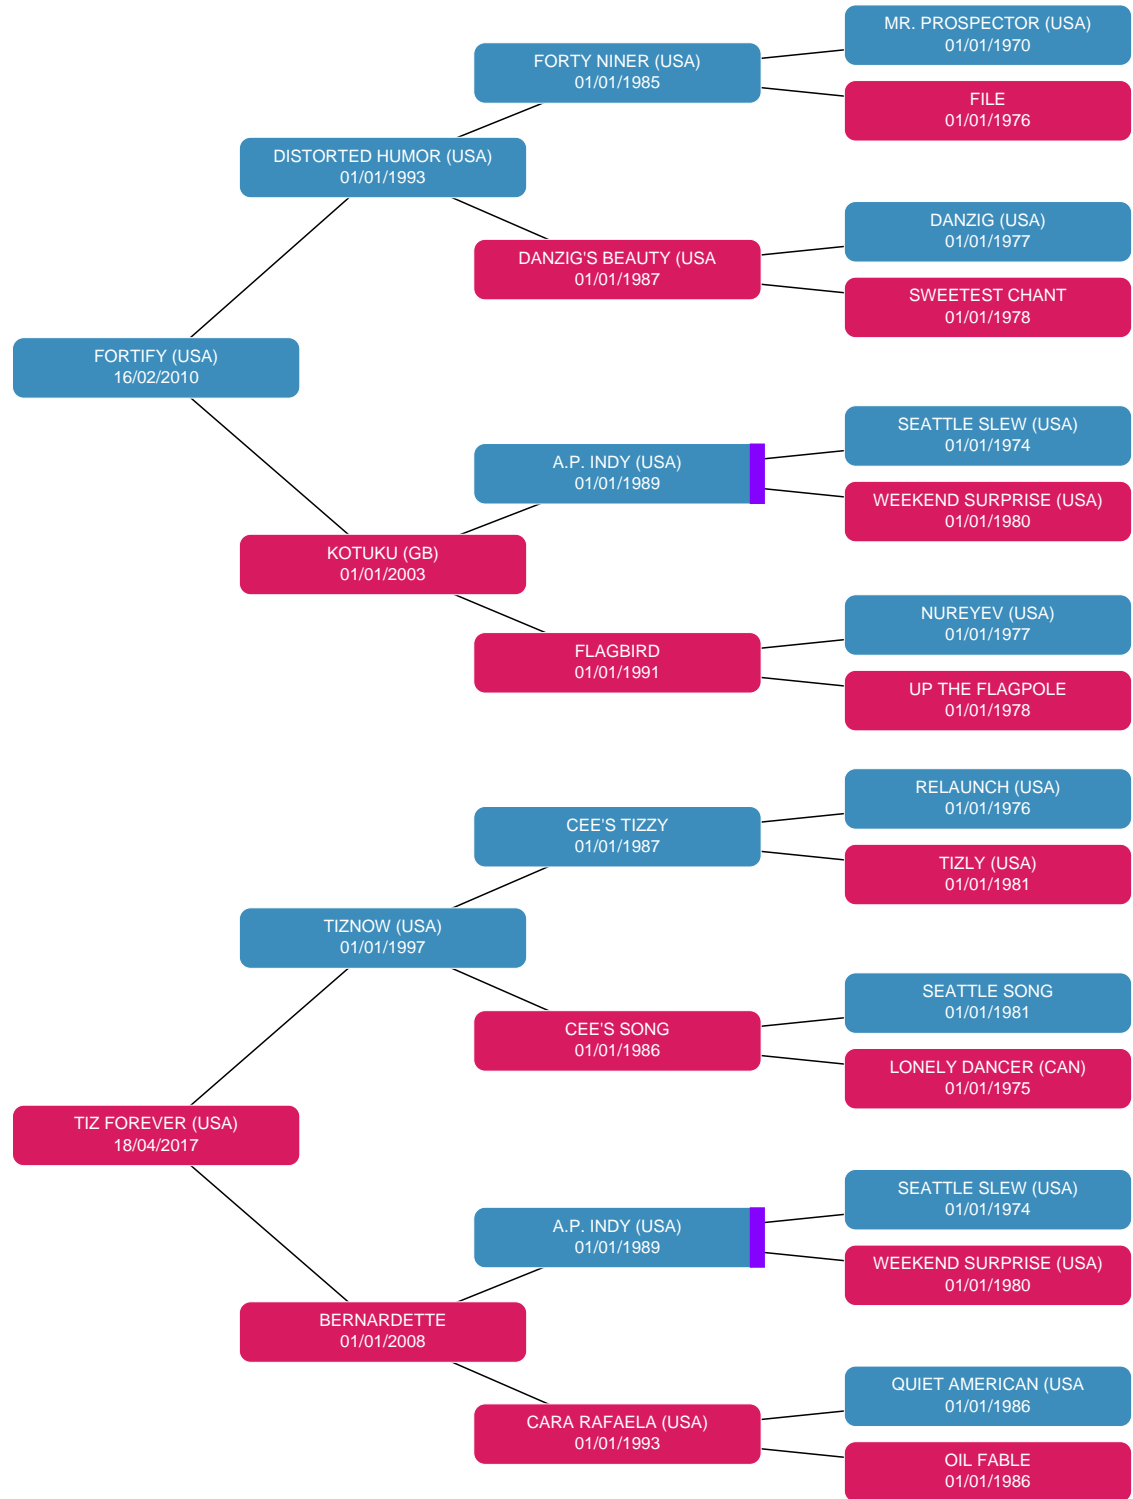 MR. PROSPECTOR (USA)
01/01/1970
FORTY NINER (USA)
01/01/1985
FILE
01/01/1976
DISTORTED HUMOR (USA)
01/01/1993
DANZIG (USA)
01/01/1977
DANZIG'S BEAUTY (USA
01/01/1987
SWEETEST CHANT
01/01/1978
FORTIFY (USA)
16/02/2010
SEATTLE SLEW (USA)
01/01/1974
A.P. INDY (USA)
01/01/1989
WEEKEND SURPRISE (USA)
01/01/1980
KOTUKU (GB)
01/01/2003
NUREYEV (USA)
01/01/1977
FLAGBIRD
01/01/1991
UP THE FLAGPOLE
01/01/1978
RELAUNCH (USA)
01/01/1976
CEE'S TIZZY
01/01/1987
TIZLY (USA)
01/01/1981
TIZNOW (USA)
01/01/1997
SEATTLE SONG
01/01/1981
CEE'S SONG
01/01/1986
LONELY DANCER (CAN)
01/01/1975
TIZ FOREVER (USA)
18/04/2017
SEATTLE SLEW (USA)
01/01/1974
A.P. INDY (USA)
01/01/1989
WEEKEND SURPRISE (USA)
01/01/1980
BERNARDETTE
01/01/2008
QUIET AMERICAN (USA
01/01/1986
CARA RAFAELA (USA)
01/01/1993
OIL FABLE
01/01/1986